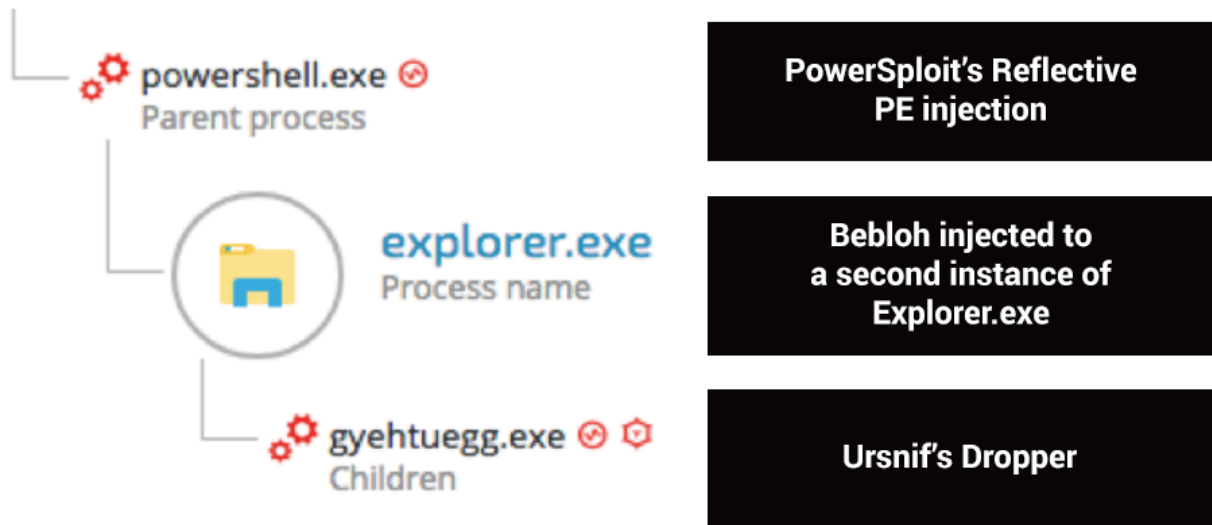 powershell.exe
Parent process
PowerSploit's Reflective
PE injection
explorer.exe
Process name
Bebloh injected to
a second instance of
Explorer.exe
gyehtuegg.exe
Children
Ursnif's Dropper